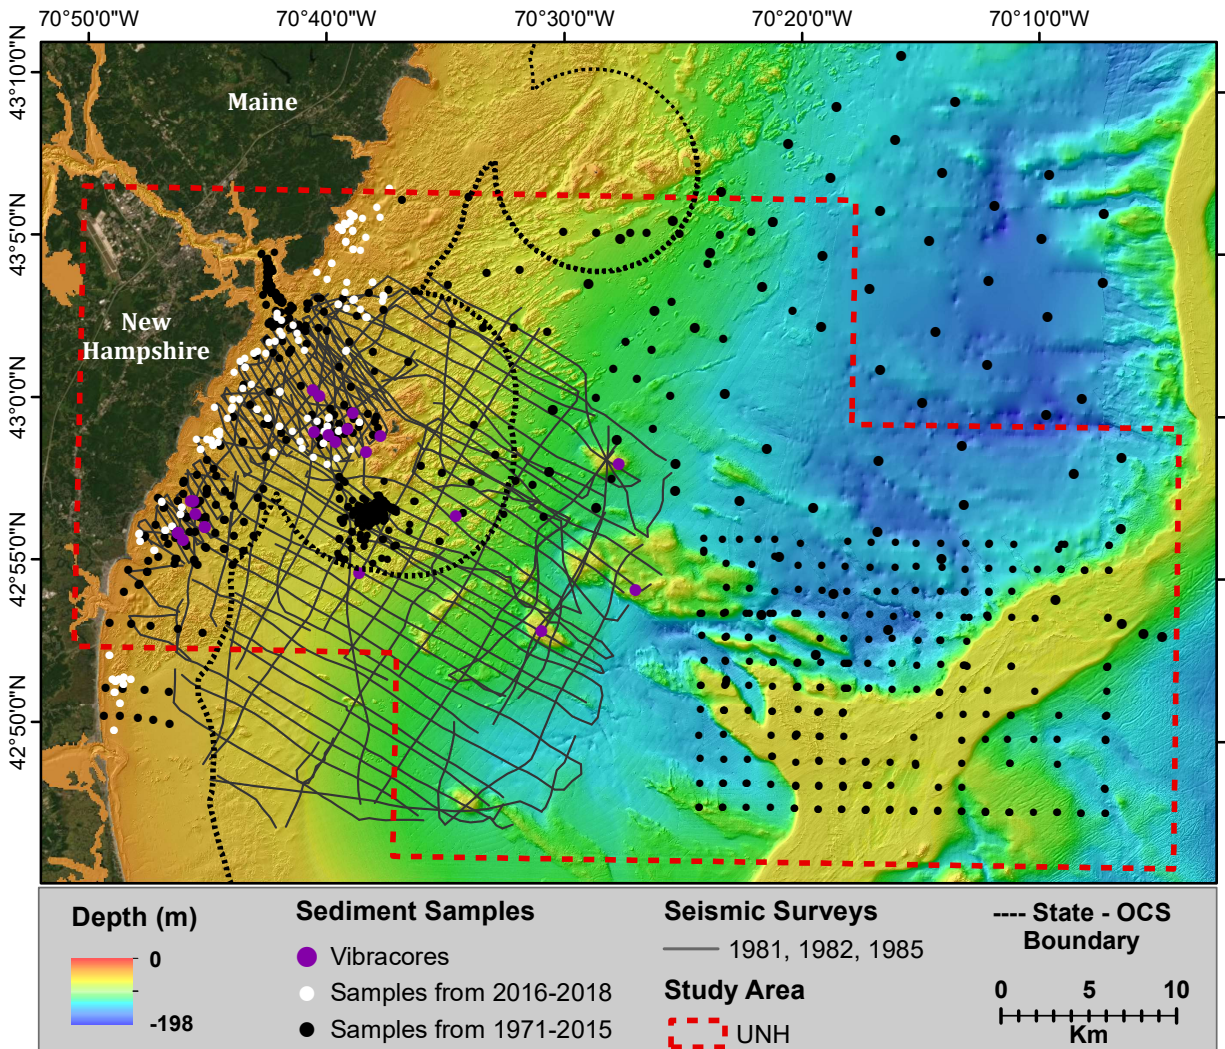 70°50'0"W 70°40'0"W 70°30'0"W 70°20'0"W 70°10'0"W
43°10'0"N
43°5'0"N
43°0'0"N
42°55'0"N
42°50'0"N
Maine
New
Hampshire
Depth (m)
0
-198
Sediment Samples
Vibracores
Samples from 2016-2018
Samples from 1971-2015
Seismic Surveys
1981, 1982, 1985
Study Area
UNH
State - OCS
Boundary
0 5 10
Km